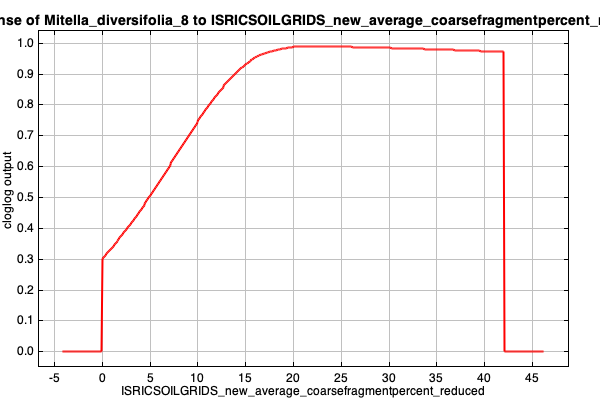 nse of Mitella_diversifolia_8 to ISRICSOILGRIDS_new_average_coarsefragmentpercent_r
1.0
0.9
0.8
0.7
0.6
0.5
0.4
0.3
0.2
0.1
0.0
cloglog output
-5 0 5 10 15 20 25 30 35 40 45
ISRICSOILGRIDS_new_average_coarsefragmentpercent_reduced